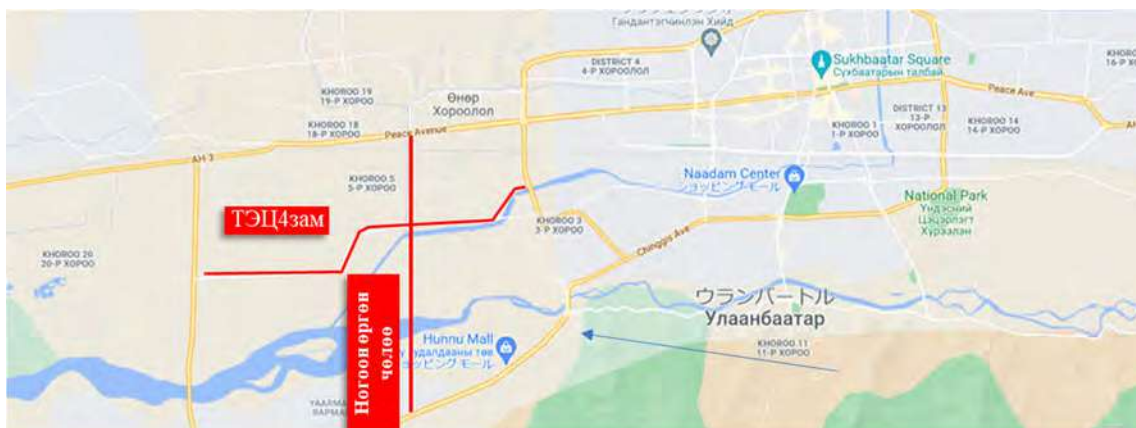 Гандантэгчинлэн Хийд
DISTRICT 4
4-Р ХОРООЛОЛ
Sukhbaatar Square
Сүхбаатарын талбай
KHOROO 19
19-Р ХОРОО
Өнөр
Хороолол
KHOROO 18
18-Р ХОРОО
Peace Avenue
Peace Ave
KHOROO 1
1-Р ХОРОО
DISTRICT 13
13-Р
ХОРООЛОЛ
KHOROO 14
14-Р ХОРОО
16-Р ХОРОО
AH-3
KHOROO 5
5-Р ХОРОО
Naadam Center
ショッピング モール
National Park
Үндэсний
Цэцэрлэгт
Хүрээлэн
ТЭЦ4зам
KHOROO 3
3-Р ХОРОО
Chinggis Ave
KHOROO 20
20-Р ХОРОО
ウランバートル
Улаанбаатар
Ногоон өргөн
чөлөө
Hunnu Mall
худалдааны төв
ショッピング モール
KHOROO 11
11-Р ХОРОО